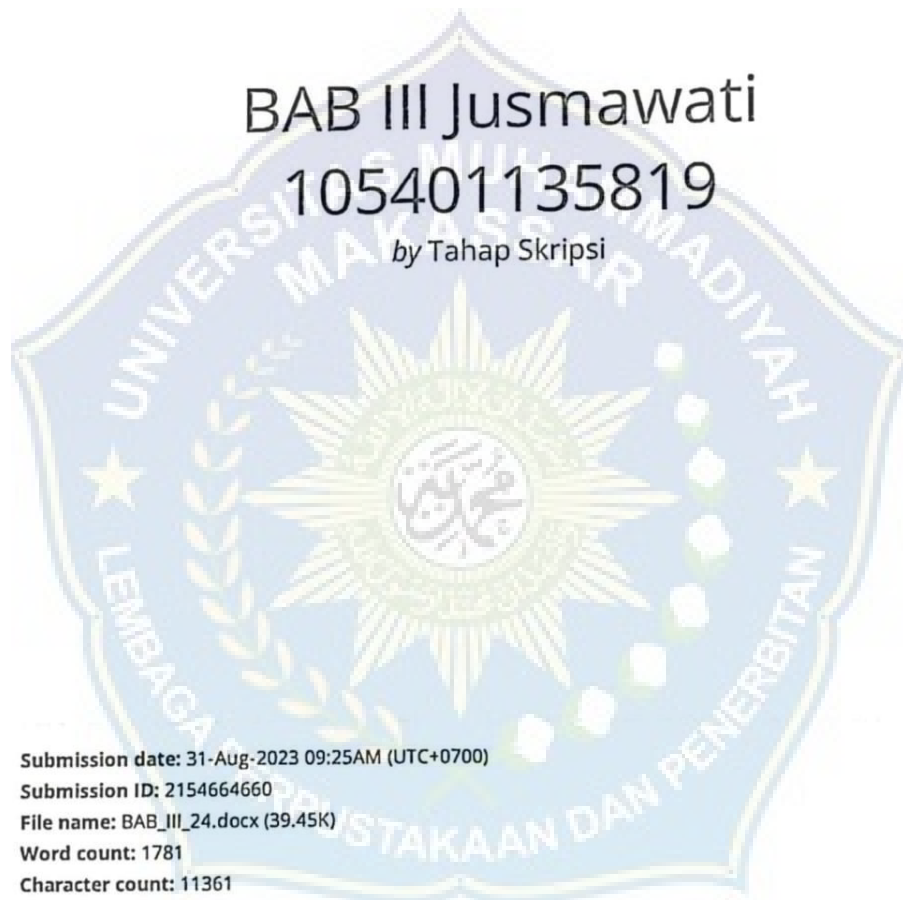 BAB III Jusmawati
105401135819
by Tahap Skripsi
UNIVERSITAS MUHAMMADIYAH
MAKASSAR
LEMBAGA PERPUSTAKAAN DAN PENERBITAN
Submission date: 31-Aug-2023 09:25AM (UTC+0700)
Submission ID: 2154664660
File name: BAB_III_24.docx (39.45K)
Word count: 1781
Character count: 11361